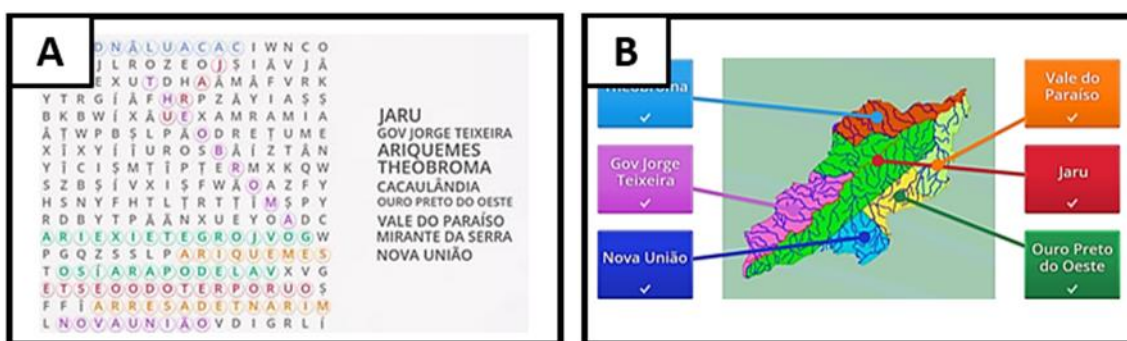 A
D N Â L U A C A C I W N C O
J L R O Z E O J Ş I Ã V J Ã
E X U T D H A Ã M Ã F V R K
Y T R G Í Â F H R P Z Ã Y I A Ş Ş
B K B W Í X Ã U E X A M R A M I A
Ã T W P B Ş L P Ã O D R E T U M E
X Í X Y Í Í U R O S B Ã Í Z T Ã N
Y Í C I Ş M T Í P T E R M X K Q W
S Z B Ş Í V X I Ş F W Ã O A Z F Y
H S N Y F H T L T R T T Í M Ş P Y
R D B Y T P Ã Ã N X U E Y O A D C
A R I E X I E T E G R O J V O G W
P G Q Z S S L P A R I Q U E M E S
T O S Í A R A P O D E L A V X V G
E T S E O O D O T E R P O R U O Ş
F F Í A R R E S A D E T N A R I M
L N O V A U N I Ã O V D I G R L Í
JARU
GOV JORGE TEIXEIRA
ARIQUEMES
THEOBROMA
CACAULÂNDIA
OURO PRETO DO OESTE
VALE DO PARAÍSO
MIRANTE DA SERRA
NOVA UNIÃO
B
Theobroma
Gov Jorge
Teixeira
Nova União
Vale do
Paraíso
Jaru
Ouro Preto
do Oeste